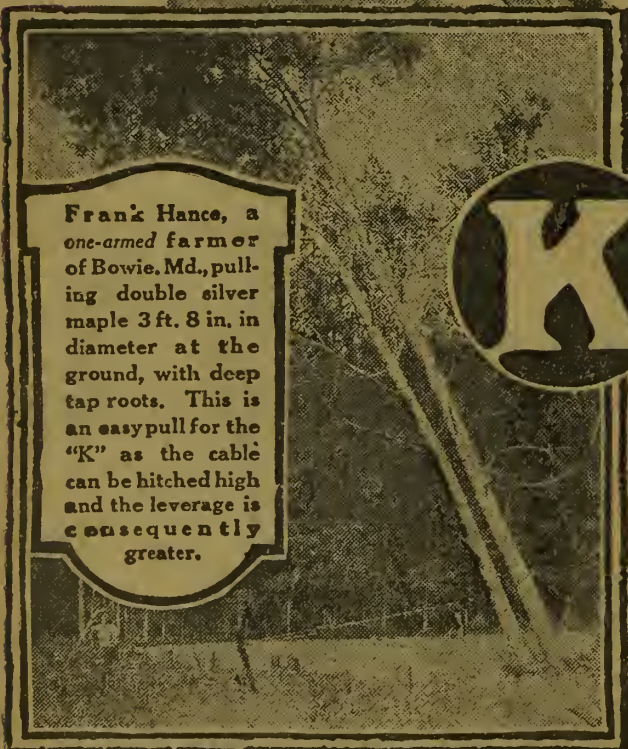 Frank Hance, a
one-armed farmer
of Bowie, Md., pull-
ing double silver
maple 3 ft. 8 in. in
diameter at the
ground, with deep
tap roots. This is
an easy pull for the
"K" as the cable
can be hitched high
and the leverage is
consequently
greater.
K